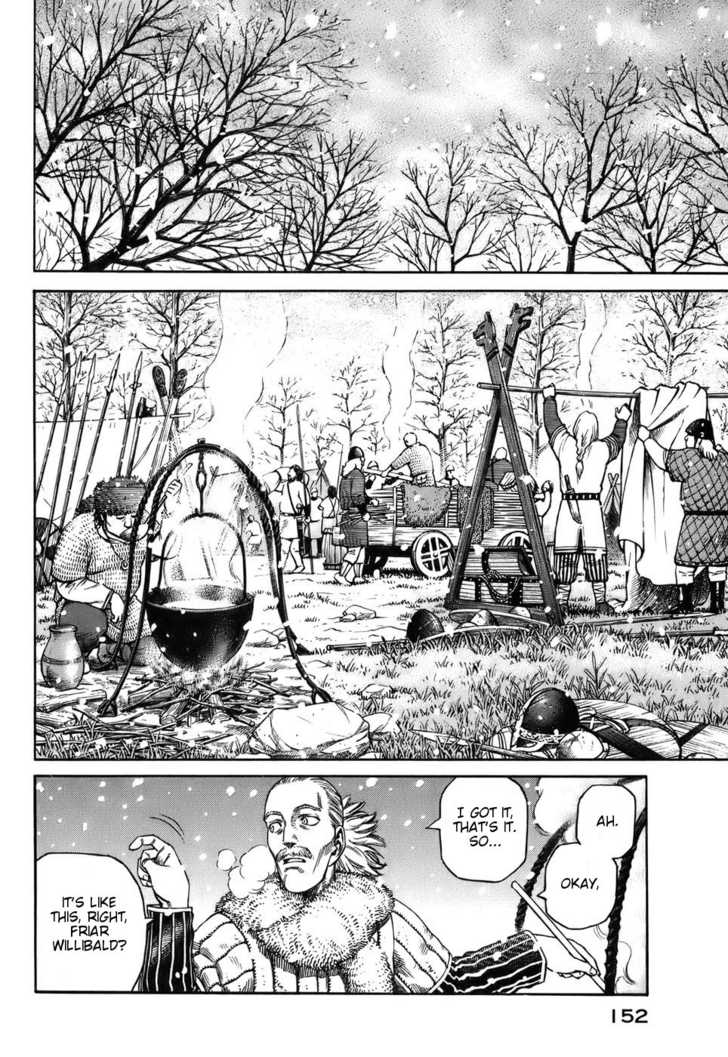 AH.
OKAY,
I GOT IT,
THAT'S IT.
SO...
IT'S LIKE
THIS, RIGHT,
FRIAR
WILLIBALD?
152